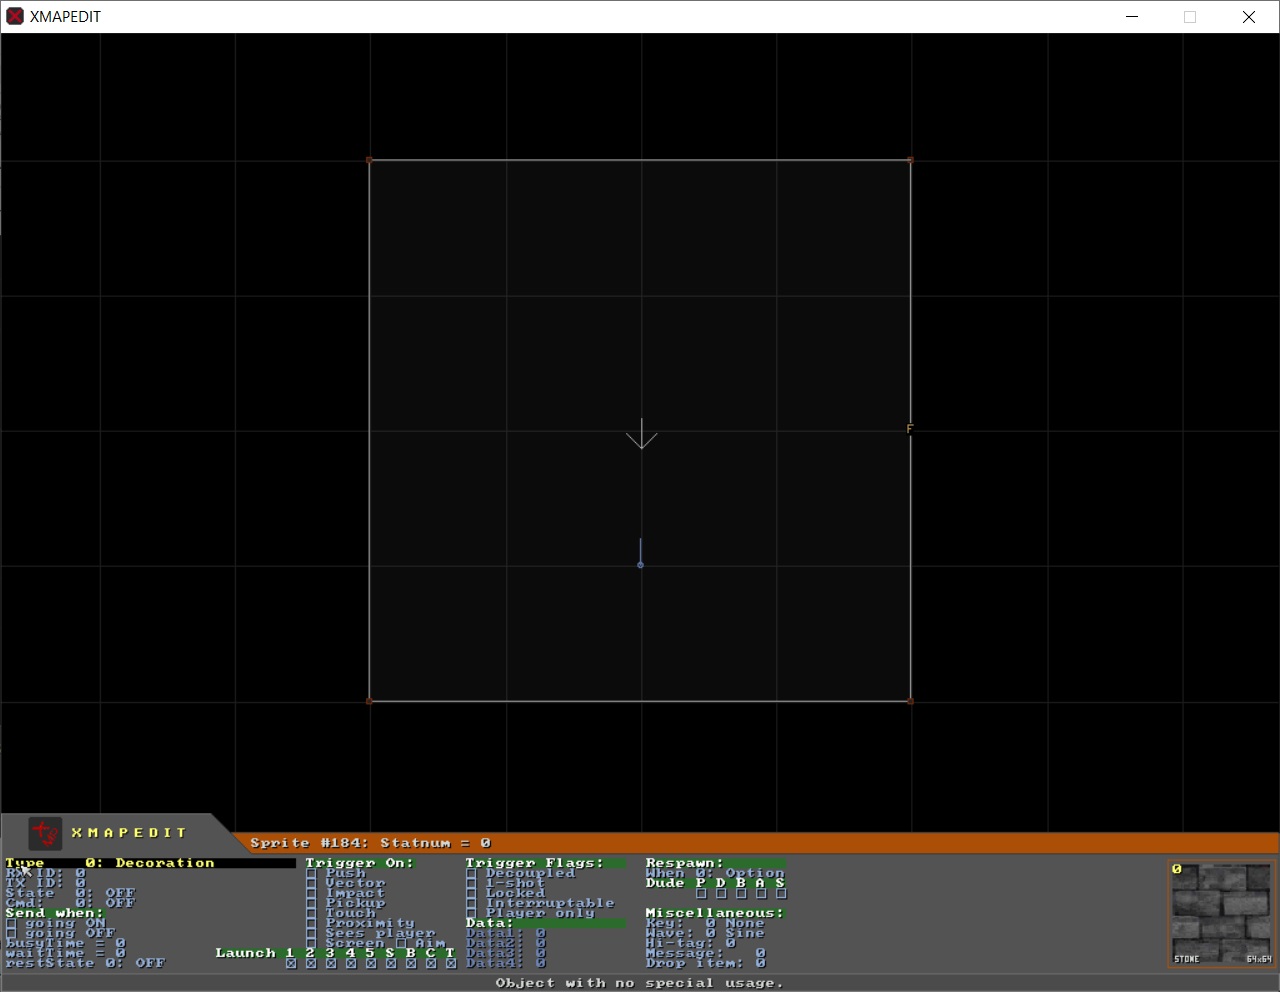 XMAPEDIT
F
XMAPEDIT
Sprite #184: Statnum = 0
Type 0: Decoration
RX ID: 0
TX ID: 0
State 0: OFF
Cmd: 0: OFF
Send when:
going ON
going OFF
busyTime = 0
waitTime = 0
restState 0: OFF
Launch 1 2 3 4 5 S B C T
Trigger On:
Push
Vector
Impact
Pickup
Touch
Proximity
Screen Aim
Trigger Flags:
Decoupled
1-shot
Locked
Interruptable
Player only
Data:
Data1: 0
Data2: 0
Data3: 0
Data4: 0
Respawn:
When 0: Option
Dude P D B A S
Miscellaneous:
Key: 0 None
Wave: 0 Sine
Hi-tag: 0
Message: 0
Drop item: 0
0
STONE 64x64
Object with no special usage.